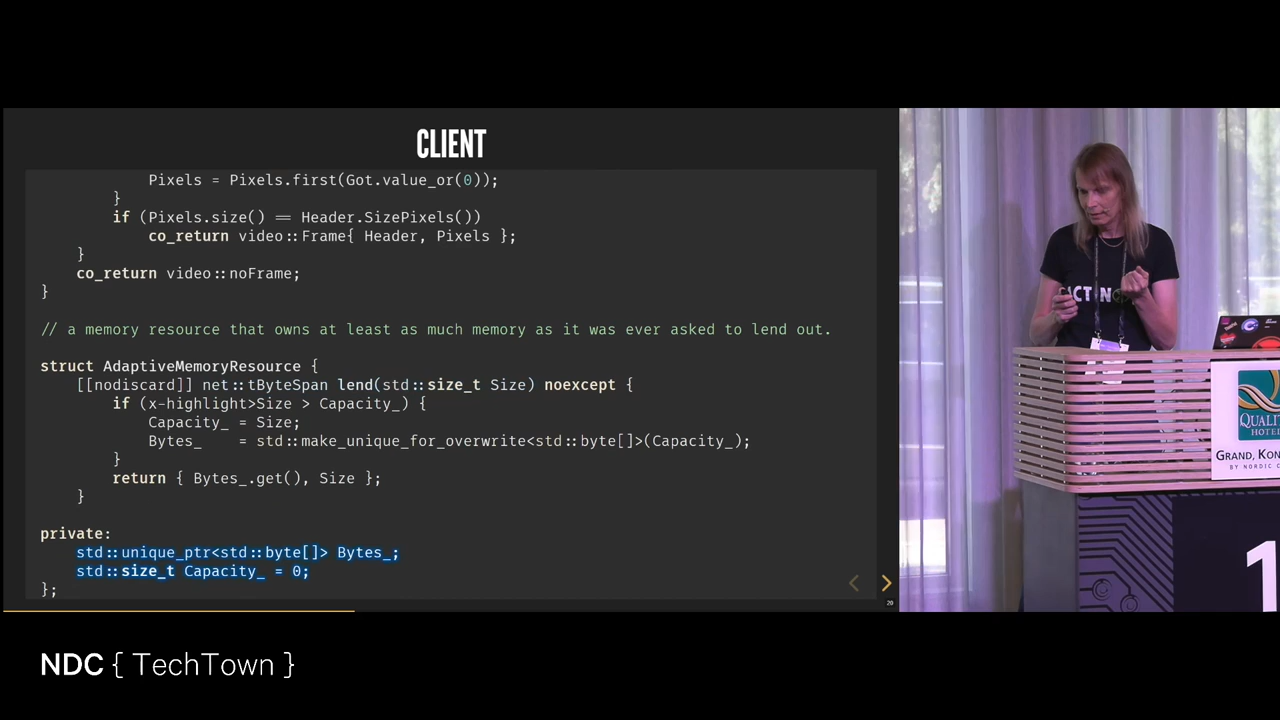 CLIENT
Pixels = Pixels.first(Got.value_or(0));
}
if (Pixels.size() == Header.SizePixels())
co_return video::Frame{ Header, Pixels };
}
co_return video::noFrame;
}
// a memory resource that owns at least as much memory as it was ever asked to lend out.
struct AdaptiveMemoryResource {
[[nodiscard]] net::tByteSpan lend(std::size_t Size) noexcept {
if (x-highlight>Size > Capacity_) {
Capacity_ = Size;
Bytes_ = std::make_unique_for_overwrite<std::byte[]>(Capacity_);
}
return { Bytes_.get(), Size };
}
private:
std::unique_ptr<std::byte[]> Bytes_;
std::size_t Capacity_ = 0;
};
20
GRAND, KON
BY NORDIC C
1
NDC { TechTown }